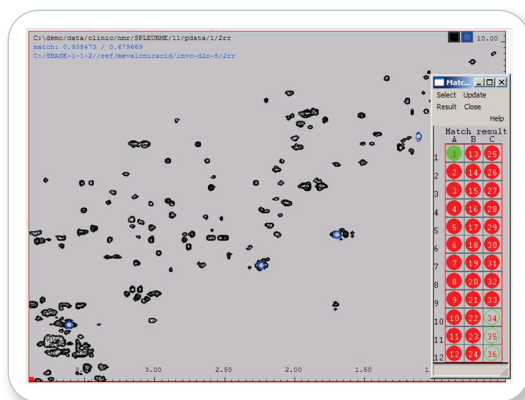 C:\demo/data/clinic/nmr/SPLEURME/11/pdata/1/2rr
match: 0.935473 / 0.679669
C:/SBASE-1-1-2//ref/mevalonicacid/invc-d2o-5/2rr
10.00
Matc...
Select Update
Result Close
Help
Match result
A B C
1 1 13 25
2 2 14 26
3 3 15 27
4 4 16 28
5 5 17 29
6 6 18 30
7 7 19 31
8 8 20 32
9 9 21 33
10 10 22 34
11 11 23 35
12 12 24 36
3.00 2.50 2.00 1.50 1